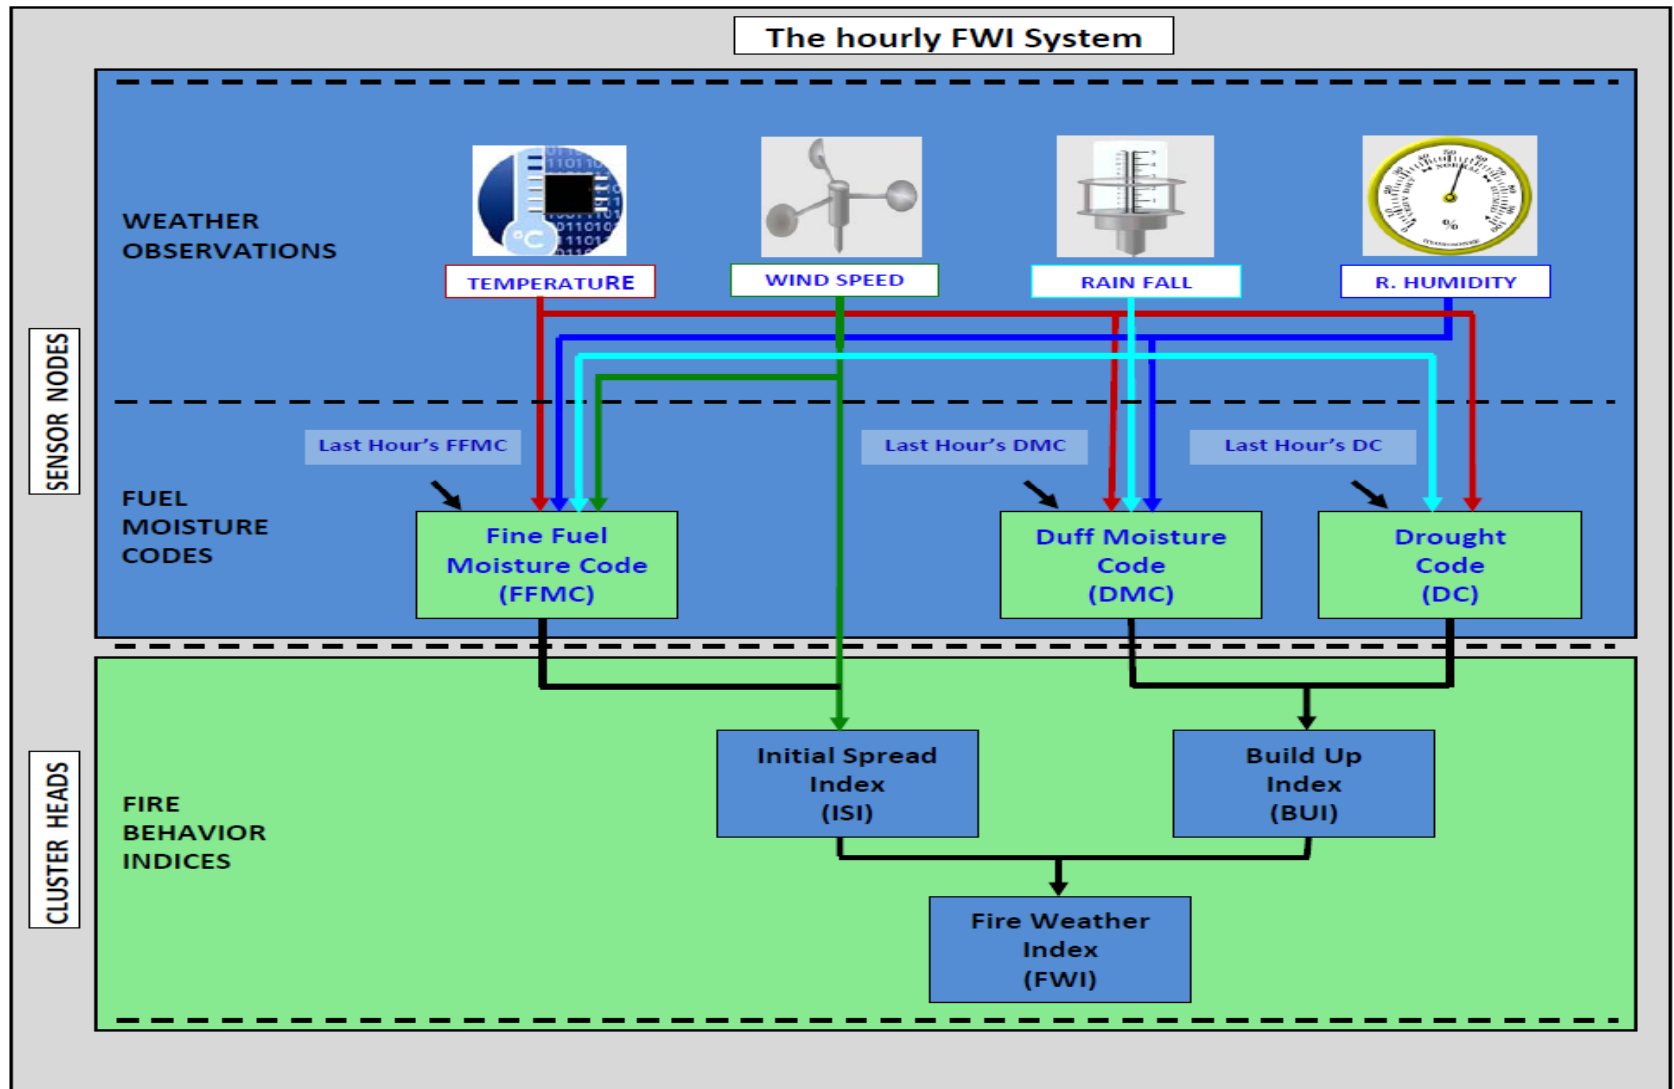 The hourly FWI System
WEATHER
OBSERVATIONS
°C
TEMPERATURE
WIND SPEED
RAIN FALL
R. HUMIDITY
SENSOR NODES
Last Hour's FFMC
Last Hour's DMC
Last Hour's DC
FUEL
MOISTURE
CODES
Fine Fuel
Moisture Code
(FFMC)
Duff Moisture
Code
(DMC)
Drought
Code
(DC)
CLUSTER HEADS
FIRE
BEHAVIOR
INDICES
Initial Spread
Index
(ISI)
Build Up
Index
(BUI)
Fire Weather
Index
(FWI)